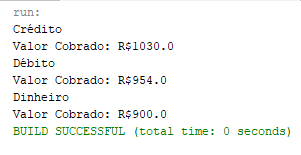 run:
Crédito
Valor Cobrado: R$1030.0
Débito
Valor Cobrado: R$954.0
Dinheiro
Valor Cobrado: R$900.0
BUILD SUCCESSFUL (total time: 0 seconds)